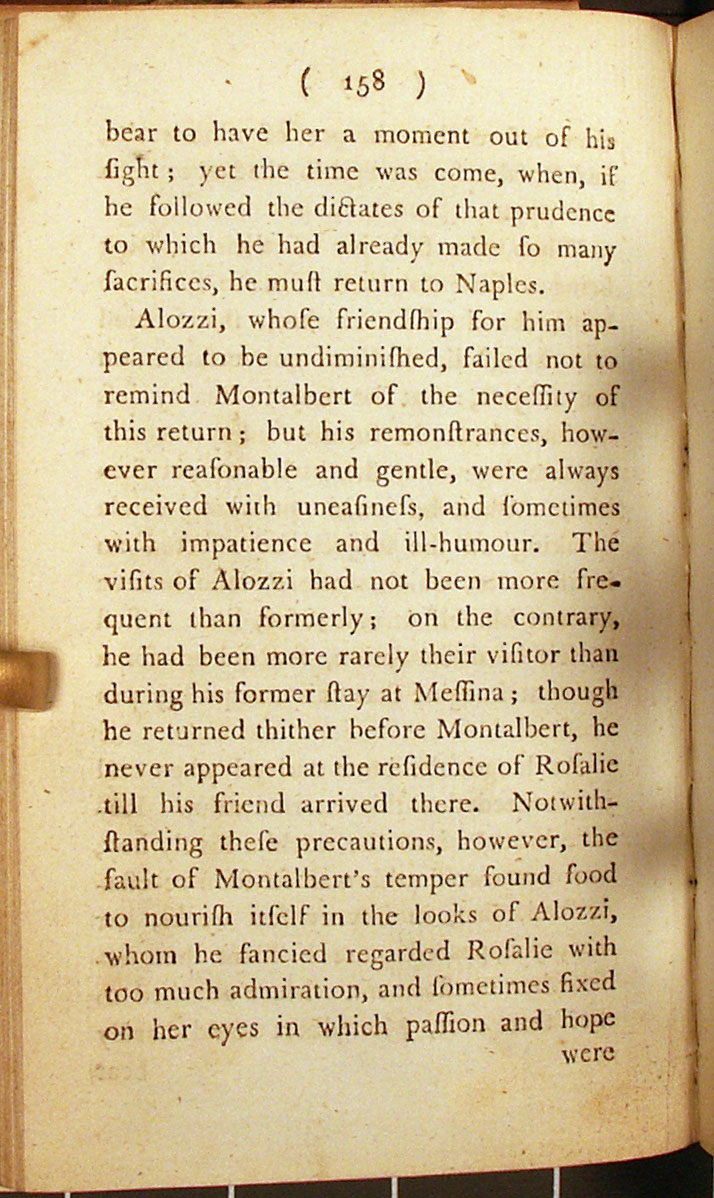 ( 158 )
bear to have her a moment out of his
ſight ; yet the time was come, when, if
he followed the dictates of that prudence
to which he had already made ſo many
ſacrifices, he muſt return to Naples.
Alozzi, whoſe friendſhip for him ap-
peared to be undiminiſhed, failed not to
remind Montalbert of the neceſſity of
this return ; but his remonſtrances, how-
ever reaſonable and gentle, were always
received with uneaſineſs, and ſometimes
with impatience and ill-humour. The
viſits of Alozzi had not been more fre-
quent than formerly ; on the contrary,
he had been more rarely their viſitor than
during his former ſtay at Meſſina ; though
he returned thither before Montalbert, he
never appeared at the reſidence of Roſalie
till his friend arrived there. Notwith-
ſtanding theſe precautions, however, the
fault of Montalbert's temper found food
to nouriſh itſelf in the looks of Alozzi,
whom he fancied regarded Roſalie with
too much admiration, and ſometimes fixed
on her eyes in which paſſion and hope
were